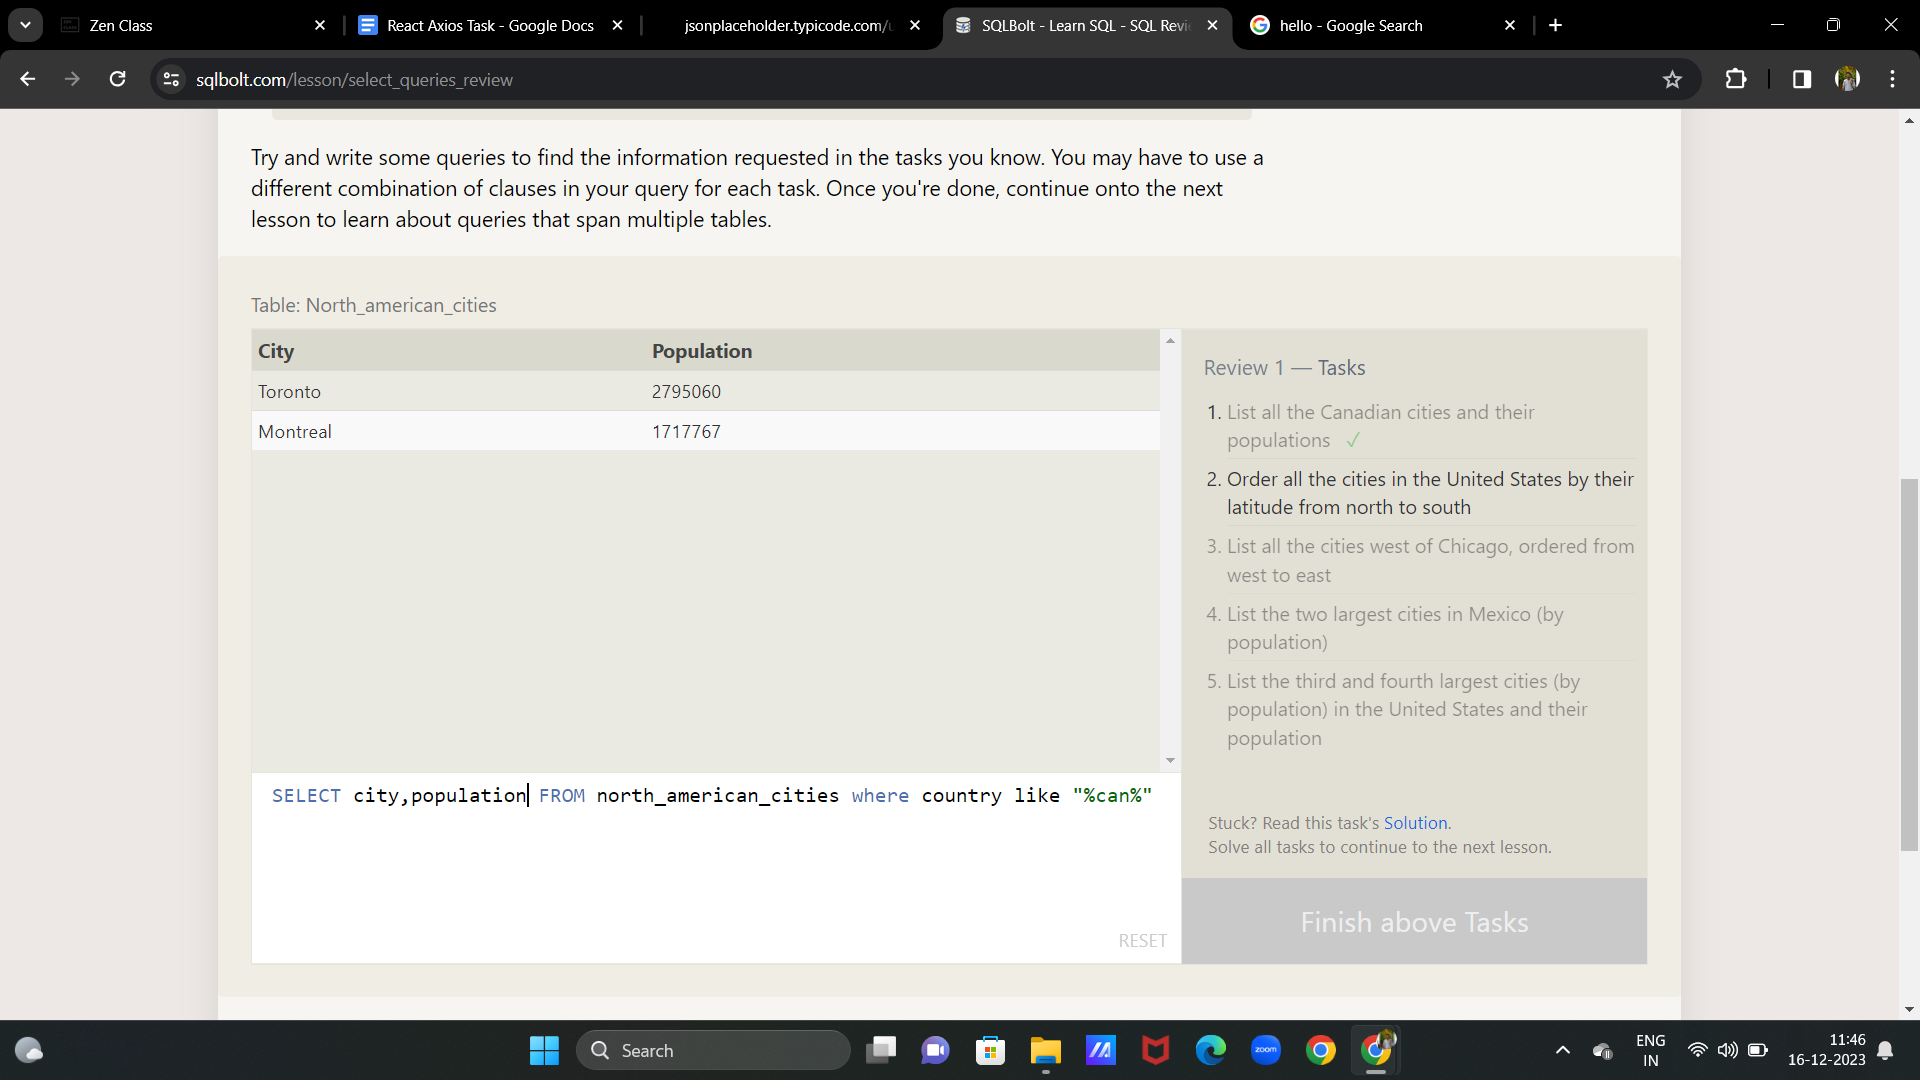 Zen Class
React Axios Task - Google Docs
jsonplaceholder.typicode.com/
SQLBolt - Learn SQL - SQL Revi
hello - Google Search
sqlbolt.com/lesson/select_queries_review
Try and write some queries to find the information requested in the tasks you know. You may have to use a
different combination of clauses in your query for each task. Once you're done, continue onto the next
lesson to learn about queries that span multiple tables.
Table: North_american_cities
City Population
Toronto 2795060
Montreal 1717767
SELECT city,population FROM north_american_cities where country like "%can%"
RESET
Review 1 — Tasks
1. List all the Canadian cities and their
populations ✓
2. Order all the cities in the United States by their
latitude from north to south
3. List all the cities west of Chicago, ordered from
west to east
4. List the two largest cities in Mexico (by
population)
5. List the third and fourth largest cities (by
population) in the United States and their
population
Stuck? Read this task's Solution.
Solve all tasks to continue to the next lesson.
Finish above Tasks
Search
zoom
ENG
IN
11:46
16-12-2023